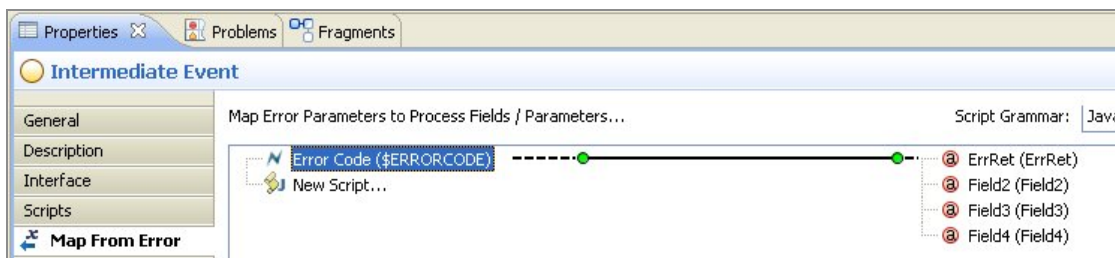 Properties Problems Fragments
Intermediate Event
General
Description
Interface
Scripts
Map From Error
Map Error Parameters to Process Fields / Parameters... Script Grammar: Java
Error Code ($ERRORCODE) ErrRet (ErrRet)
New Script... Field2 (Field2)
Field3 (Field3)
Field4 (Field4)